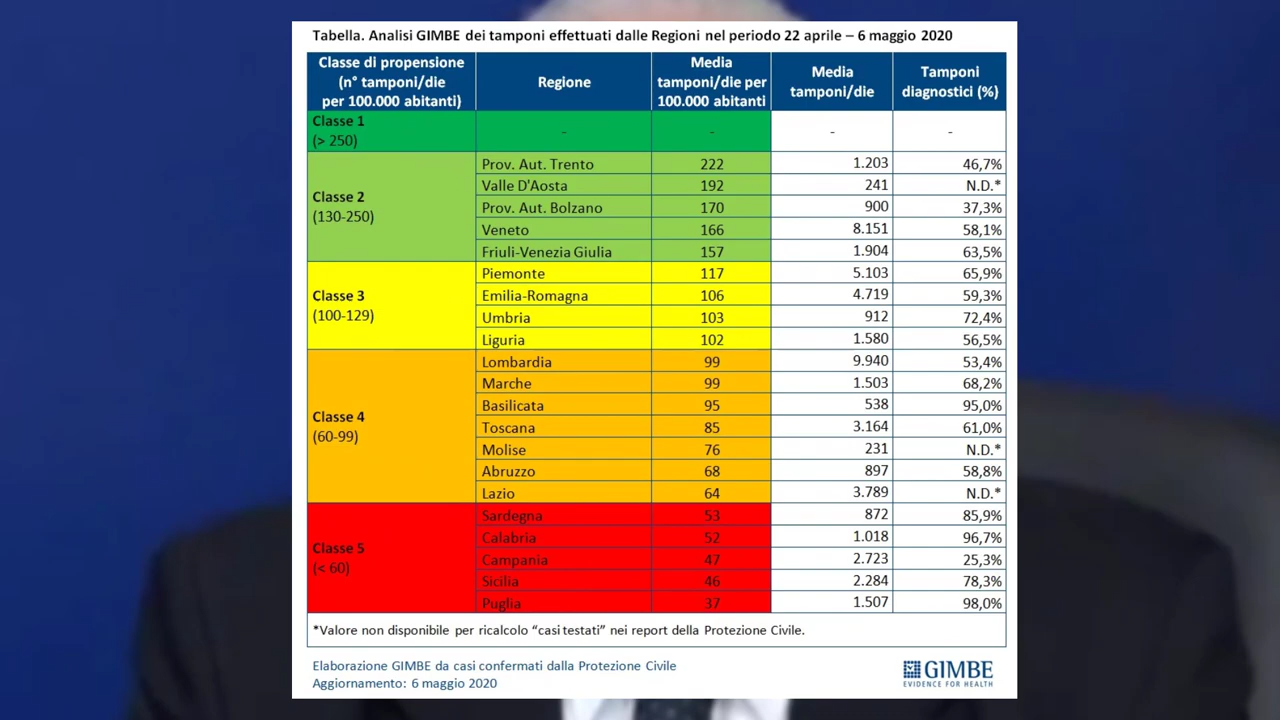 Tabella. Analisi GIMBE dei tamponi effettuati dalle Regioni nel periodo 22 aprile – 6 maggio 2020
Classe di propensione (n° tamponi/die per 100.000 abitanti) Regione Media tamponi/die per 100.000 abitanti Media tamponi/die Tamponi diagnostici (%)
Classe 1 (> 250) - - - -
Classe 2
(130-250)
Prov. Aut. Trento 222 1.203 46,7%
Valle D'Aosta 192 241 N.D.*
Prov. Aut. Bolzano 170 900 37,3%
Veneto 166 8.151 58,1%
Friuli-Venezia Giulia 157 1.904 63,5%
Classe 3
(100-129)
Piemonte 117 5.103 65,9%
Emilia-Romagna 106 4.719 59,3%
Umbria 103 912 72,4%
Liguria 102 1.580 56,5%
Classe 4
(60-99)
Lombardia 99 9.940 53,4%
Marche 99 1.503 68,2%
Basilicata 95 538 95,0%
Toscana 85 3.164 61,0%
Molise 76 231 N.D.*
Abruzzo 68 897 58,8%
Lazio 64 3.789 N.D.*
Classe 5
(< 60)
Sardegna 53 872 85,9%
Calabria 52 1.018 96,7%
Campania 47 2.723 25,3%
Sicilia 46 2.284 78,3%
Puglia 37 1.507 98,0%
*Valore non disponibile per ricalcolo “casi testati” nei report della Protezione Civile.
Elaborazione GIMBE da casi confermati dalla Protezione Civile
Aggiornamento: 6 maggio 2020
GIMBE
EVIDENCE FOR HEALTH